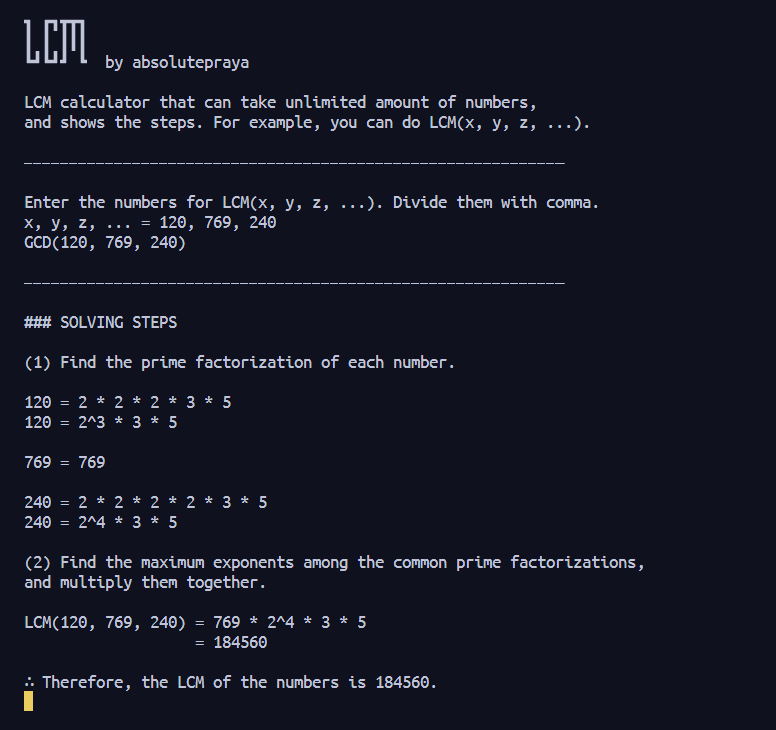 LCM
by absolutepraya
LCM calculator that can take unlimited amount of numbers,
and shows the steps. For example, you can do LCM(x, y, z, ...).
____________________________________________________________
Enter the numbers for LCM(x, y, z, ...). Divide them with comma.
x, y, z, ... = 120, 769, 240
GCD(120, 769, 240)
____________________________________________________________
### SOLVING STEPS
(1) Find the prime factorization of each number.
120 = 2 * 2 * 2 * 3 * 5
120 = 2^3 * 3 * 5
769 = 769
240 = 2 * 2 * 2 * 2 * 3 * 5
240 = 2^4 * 3 * 5
(2) Find the maximum exponents among the common prime factorizations,
and multiply them together.
LCM(120, 769, 240) = 769 * 2^4 * 3 * 5
= 184560
∴ Therefore, the LCM of the numbers is 184560.